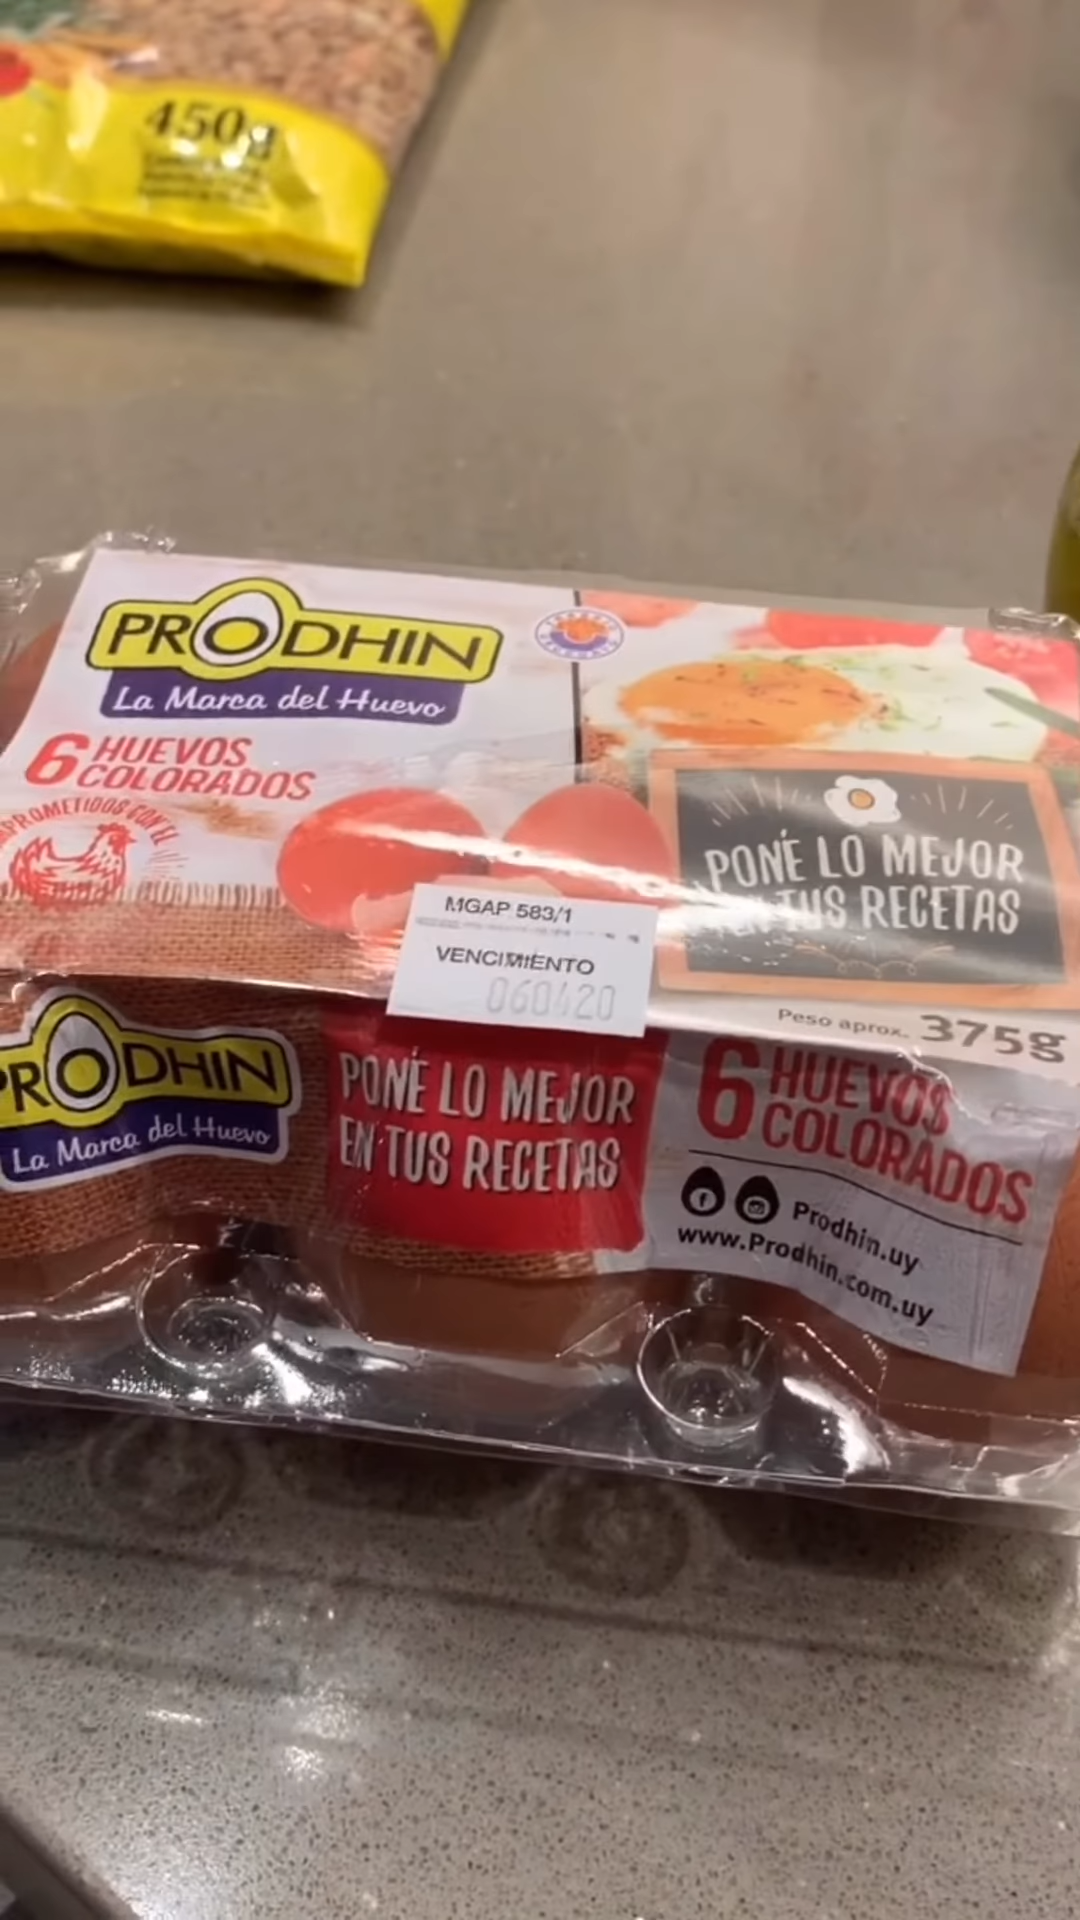 450g
PRODHIN
La Marca del Huevo
6 HUEVOS
COLORADOS
PONÉ LO MEJOR
EN TUS RECETAS
MGAP 583/1
VENCIMIENTO
060420
Peso aprox. 375g
PRODHIN
La Marca del Huevo
PONÉ LO MEJOR
EN TUS RECETAS
6 HUEVOS
COLORADOS
Prodhin.uy
www.Prodhin.com.uy